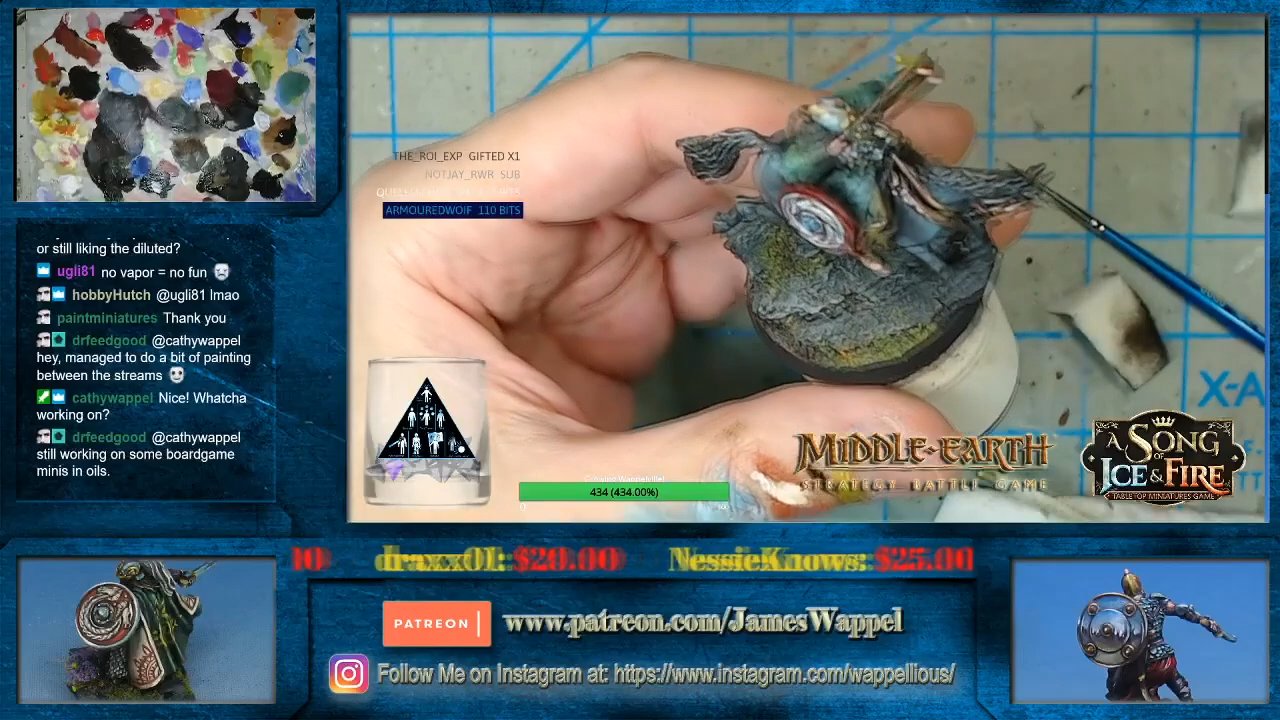 or still liking the diluted?
ugli81 no vapor = no fun
hobbyHutch @ugli81 lmao
paintminiatures Thank you
drfeedgood @cathywappel
hey, managed to do a bit of painting
between the streams
cathywappel Nice! Whatcha
working on?
drfeedgood @cathywappel
still working on some boardgame
minis in oils.
THE_ROI_EXP GIFTED X1
NOTJAY_RWR SUB
ARMOUREDWOIF 110 BITS
434 (434.00%)
X-A
MIDDLE-EARTH
STRATEGY BATTLE GAME
A SONG
OF
ICE & FIRE
TABLETOP MINIATURES GAME
10 draxx01: $20.00 NessieKnows: $25.00
PATREON
www.patreon.com/JamesWappel
Follow Me on Instagram at: https://www.instagram.com/wappellious/